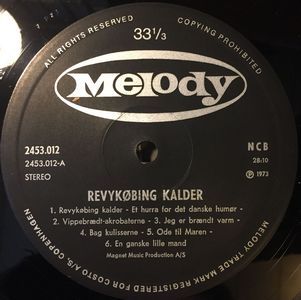 ALL RIGHTS RESERVED
33⅓
COPYRIGHT PROHIBITED
Melody
2453.012
2453.012-A
STEREO
NCB
28:10
Ⓟ 1973
REVYKØBING KALDER
1. Revykøbing kalder - Et hurra for det danske humør -
2. Vippebrædt-akrobaterne - 3. Jeg er brændt varm -
4. Bag kulisserne - 5. Ode til Maren -
6. En ganske lille mand
Magnet Music Production A/S
MELODY TRADE MARK REGISTERED FOR COSTO A/S COPENHAGEN